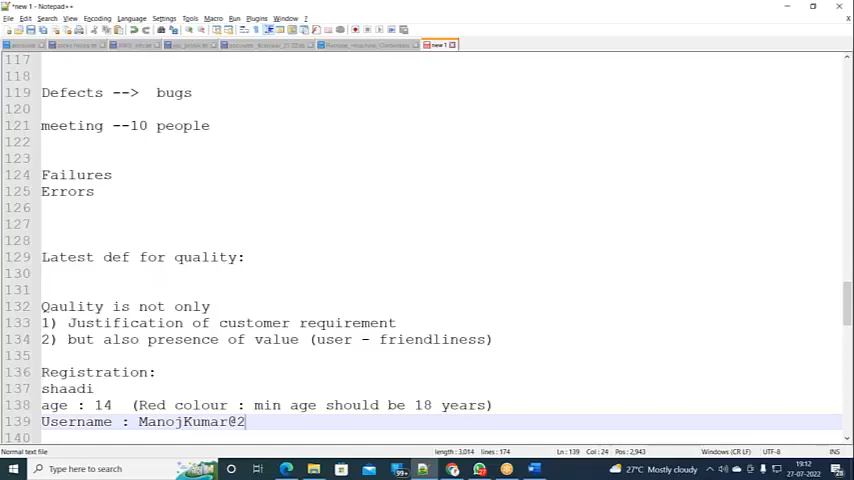 *new 1 - Notepad++
File Edit Search View Encoding Language Settings Tools Macro Run Plugins Window ?
new 1
117
118
119 Defects --> bugs
120
121 meeting --10 people
122
123
124 Failures
125 Errors
126
127
128
129 Latest def for quality:
130
131
132 Qaulity is not only
133 1) Justification of customer requirement
134 2) but also presence of value (user - friendliness)
135
136 Registration:
137 shaadi
138 age : 14 (Red colour : min age should be 18 years)
139 Username : ManojKumar@2
140
Normal text file length : 3,014 lines : 174 Ln : 139 Col : 24 Pos : 2,943 Windows (CR LF) UTF-8 INS
Type here to search 99+ 27°C Mostly cloudy 19:12
27-07-2022 28